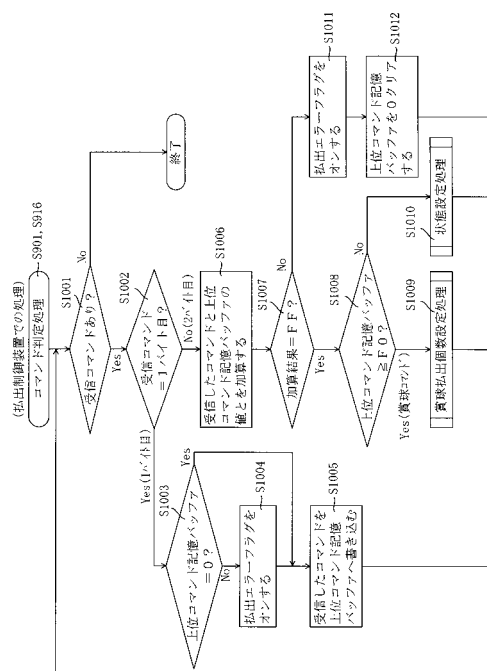 (払出制御装置での処理)
コマンド判定処理
S901, S916
S1001
受信コマンドあり?
No
終了
Yes
S1002
受信コマンド
=1バイト目?
Yes(1バイト目)
No(2バイト目)
S1003
上位コマンド記憶バッファ
=0?
Yes
No
S1004
払出エラーフラグを
オンする
S1005
受信したコマンドを
上位コマンド記憶
バッファへ書き込む
S1006
受信したコマンドと上位
コマンド記憶バッファの
値とを加算する
S1007
加算結果=FF?
No
Yes
S1008
上位コマンド記憶バッファ
≧F0?
No
Yes(賞球コマンド)
S1009
賞球払出個数設定処理
S1010
状態設定処理
S1011
払出エラーフラグを
オンする
S1012
上位コマンド記憶
バッファを0クリア
する